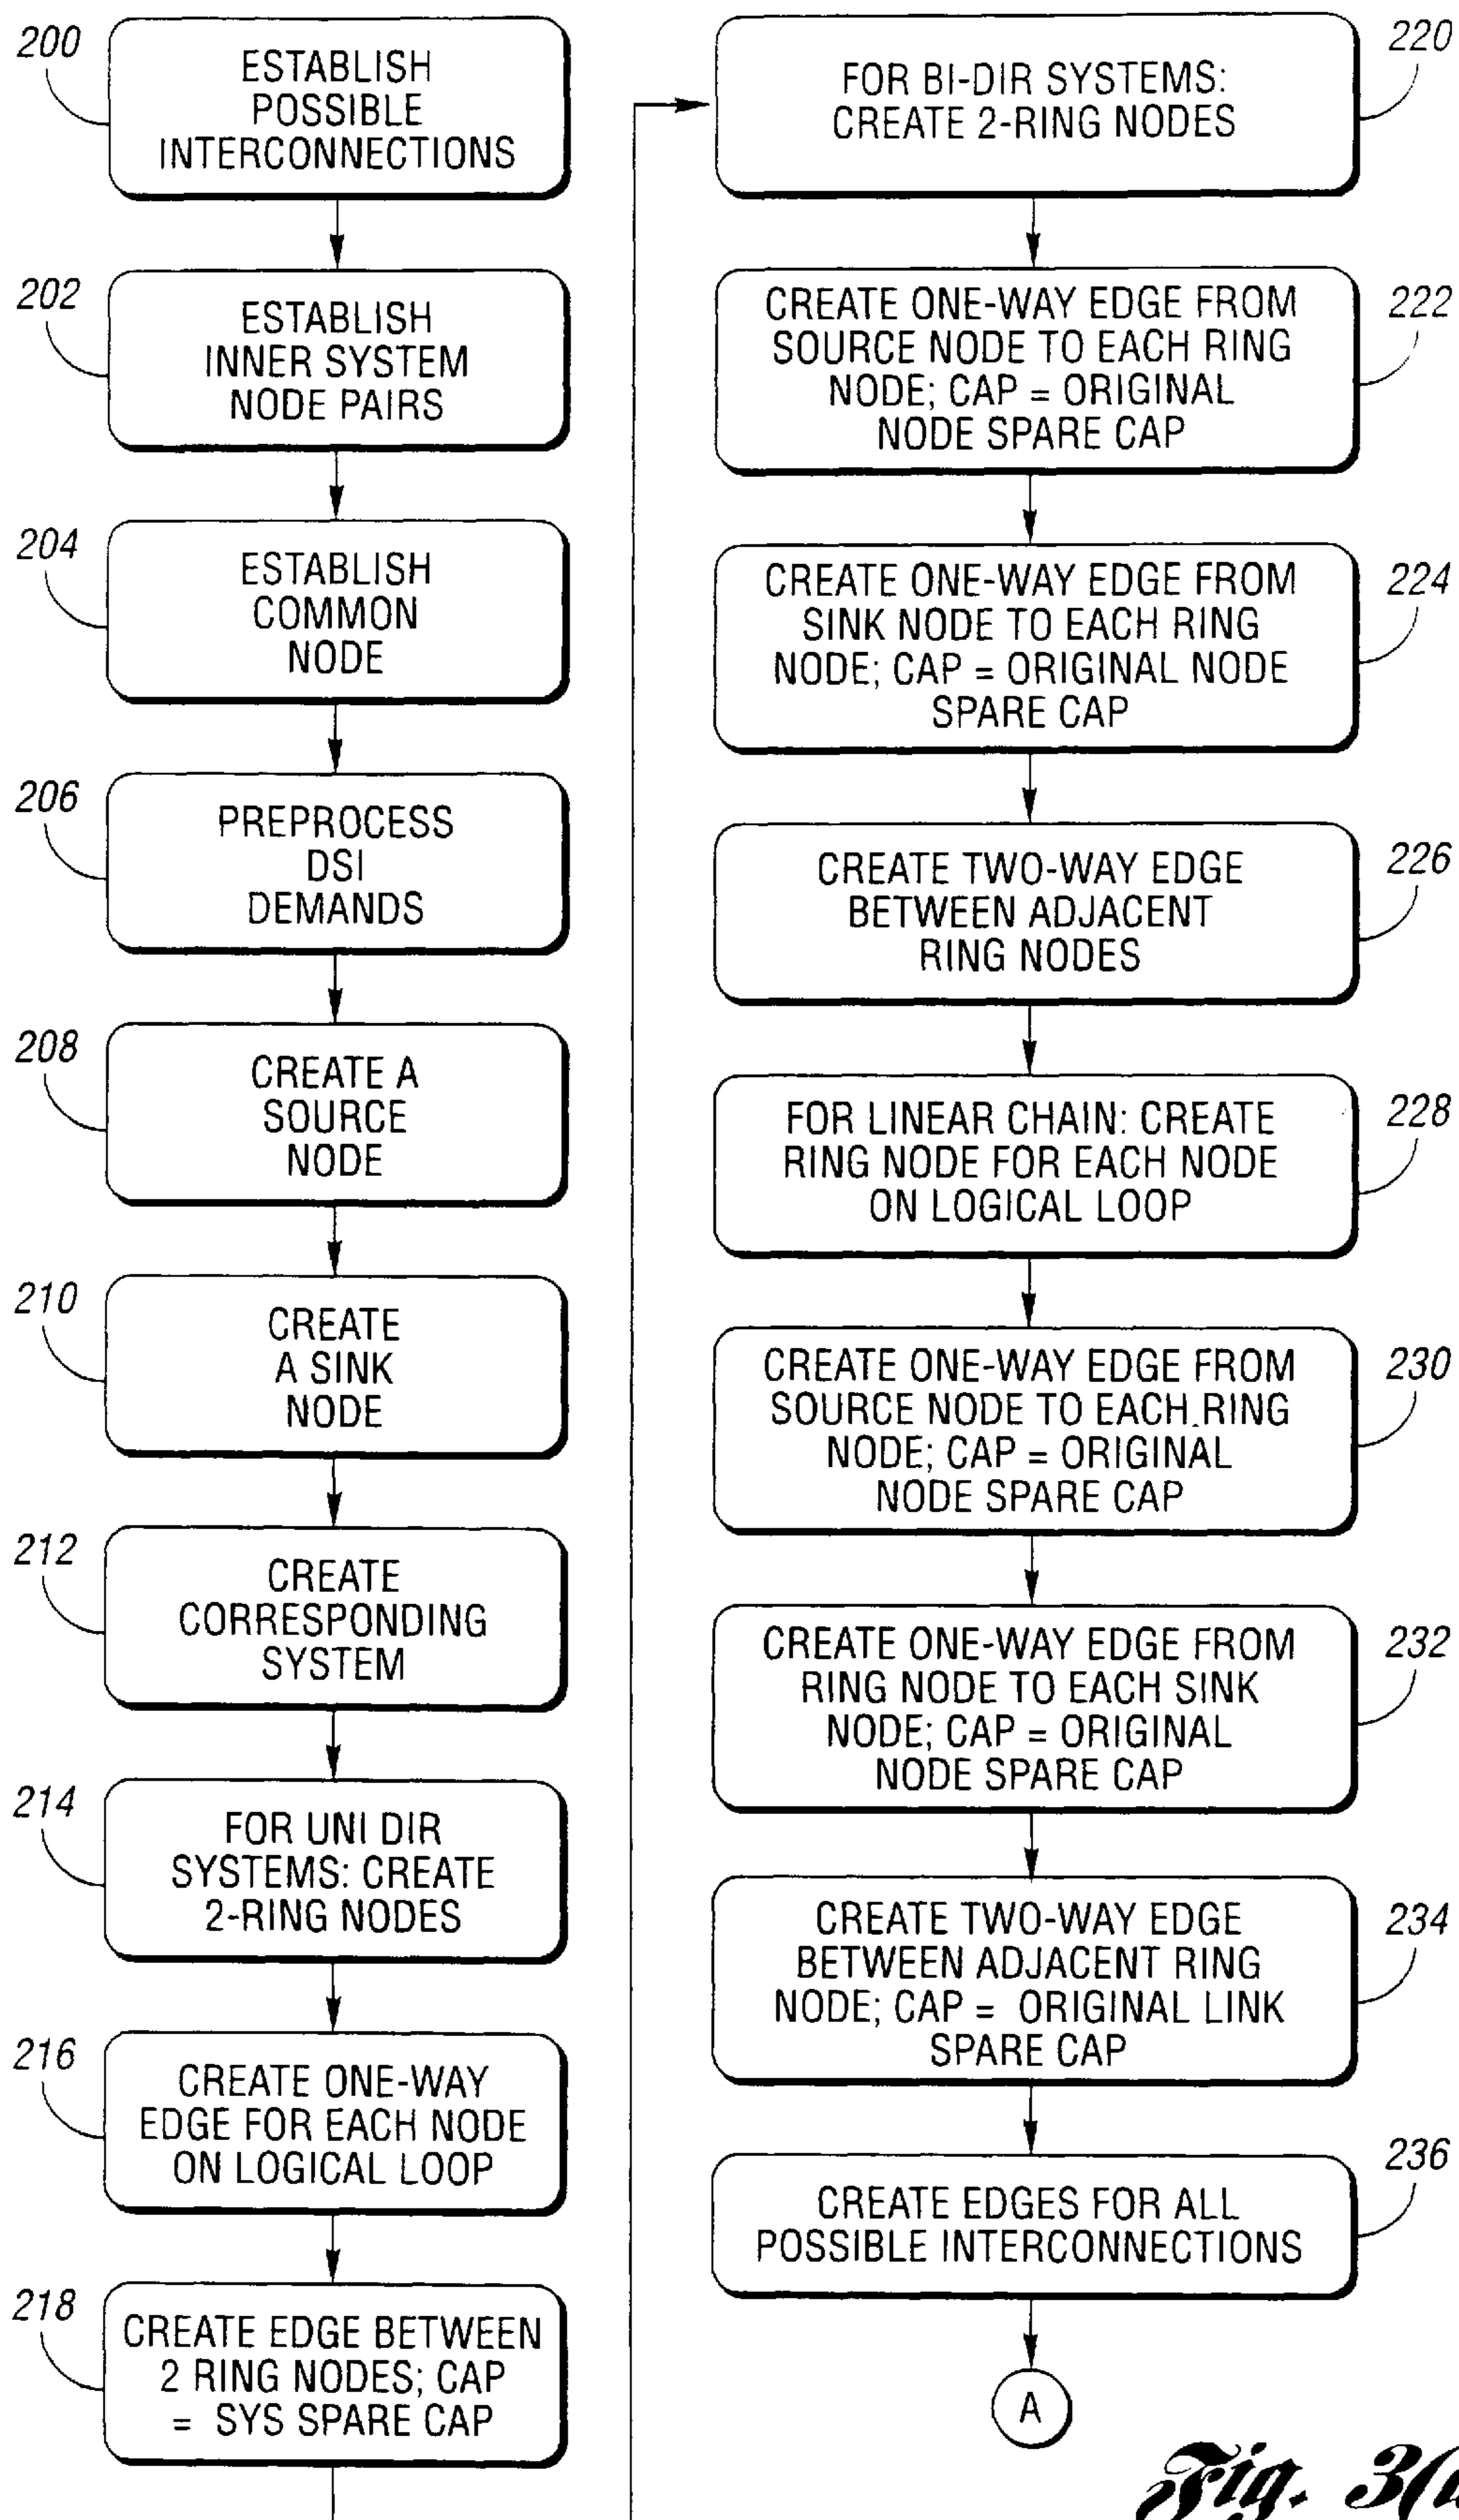 200
ESTABLISH
POSSIBLE
INTERCONNECTIONS
202
ESTABLISH
INNER SYSTEM
NODE PAIRS
204
ESTABLISH
COMMON
NODE
206
PREPROCESS
DSI
DEMANDS
208
CREATE A
SOURCE
NODE
210
CREATE
A SINK
NODE
212
CREATE
CORRESPONDING
SYSTEM
214
FOR UNI DIR
SYSTEMS: CREATE
2-RING NODES
216
CREATE ONE-WAY
EDGE FOR EACH NODE
ON LOGICAL LOOP
218
CREATE EDGE BETWEEN
2 RING NODES; CAP
= SYS SPARE CAP
220
FOR BI-DIR SYSTEMS:
CREATE 2-RING NODES
222
CREATE ONE-WAY EDGE FROM
SOURCE NODE TO EACH RING
NODE; CAP = ORIGINAL
NODE SPARE CAP
224
CREATE ONE-WAY EDGE FROM
SINK NODE TO EACH RING
NODE; CAP = ORIGINAL NODE
SPARE CAP
226
CREATE TWO-WAY EDGE
BETWEEN ADJACENT
RING NODES
228
FOR LINEAR CHAIN: CREATE
RING NODE FOR EACH NODE
ON LOGICAL LOOP
230
CREATE ONE-WAY EDGE FROM
SOURCE NODE TO EACH RING
NODE; CAP = ORIGINAL
NODE SPARE CAP
232
CREATE ONE-WAY EDGE FROM
RING NODE TO EACH SINK
NODE; CAP = ORIGINAL
NODE SPARE CAP
234
CREATE TWO-WAY EDGE
BETWEEN ADJACENT RING
NODE; CAP = ORIGINAL LINK
SPARE CAP
236
CREATE EDGES FOR ALL
POSSIBLE INTERCONNECTIONS
A
Fig. 3(